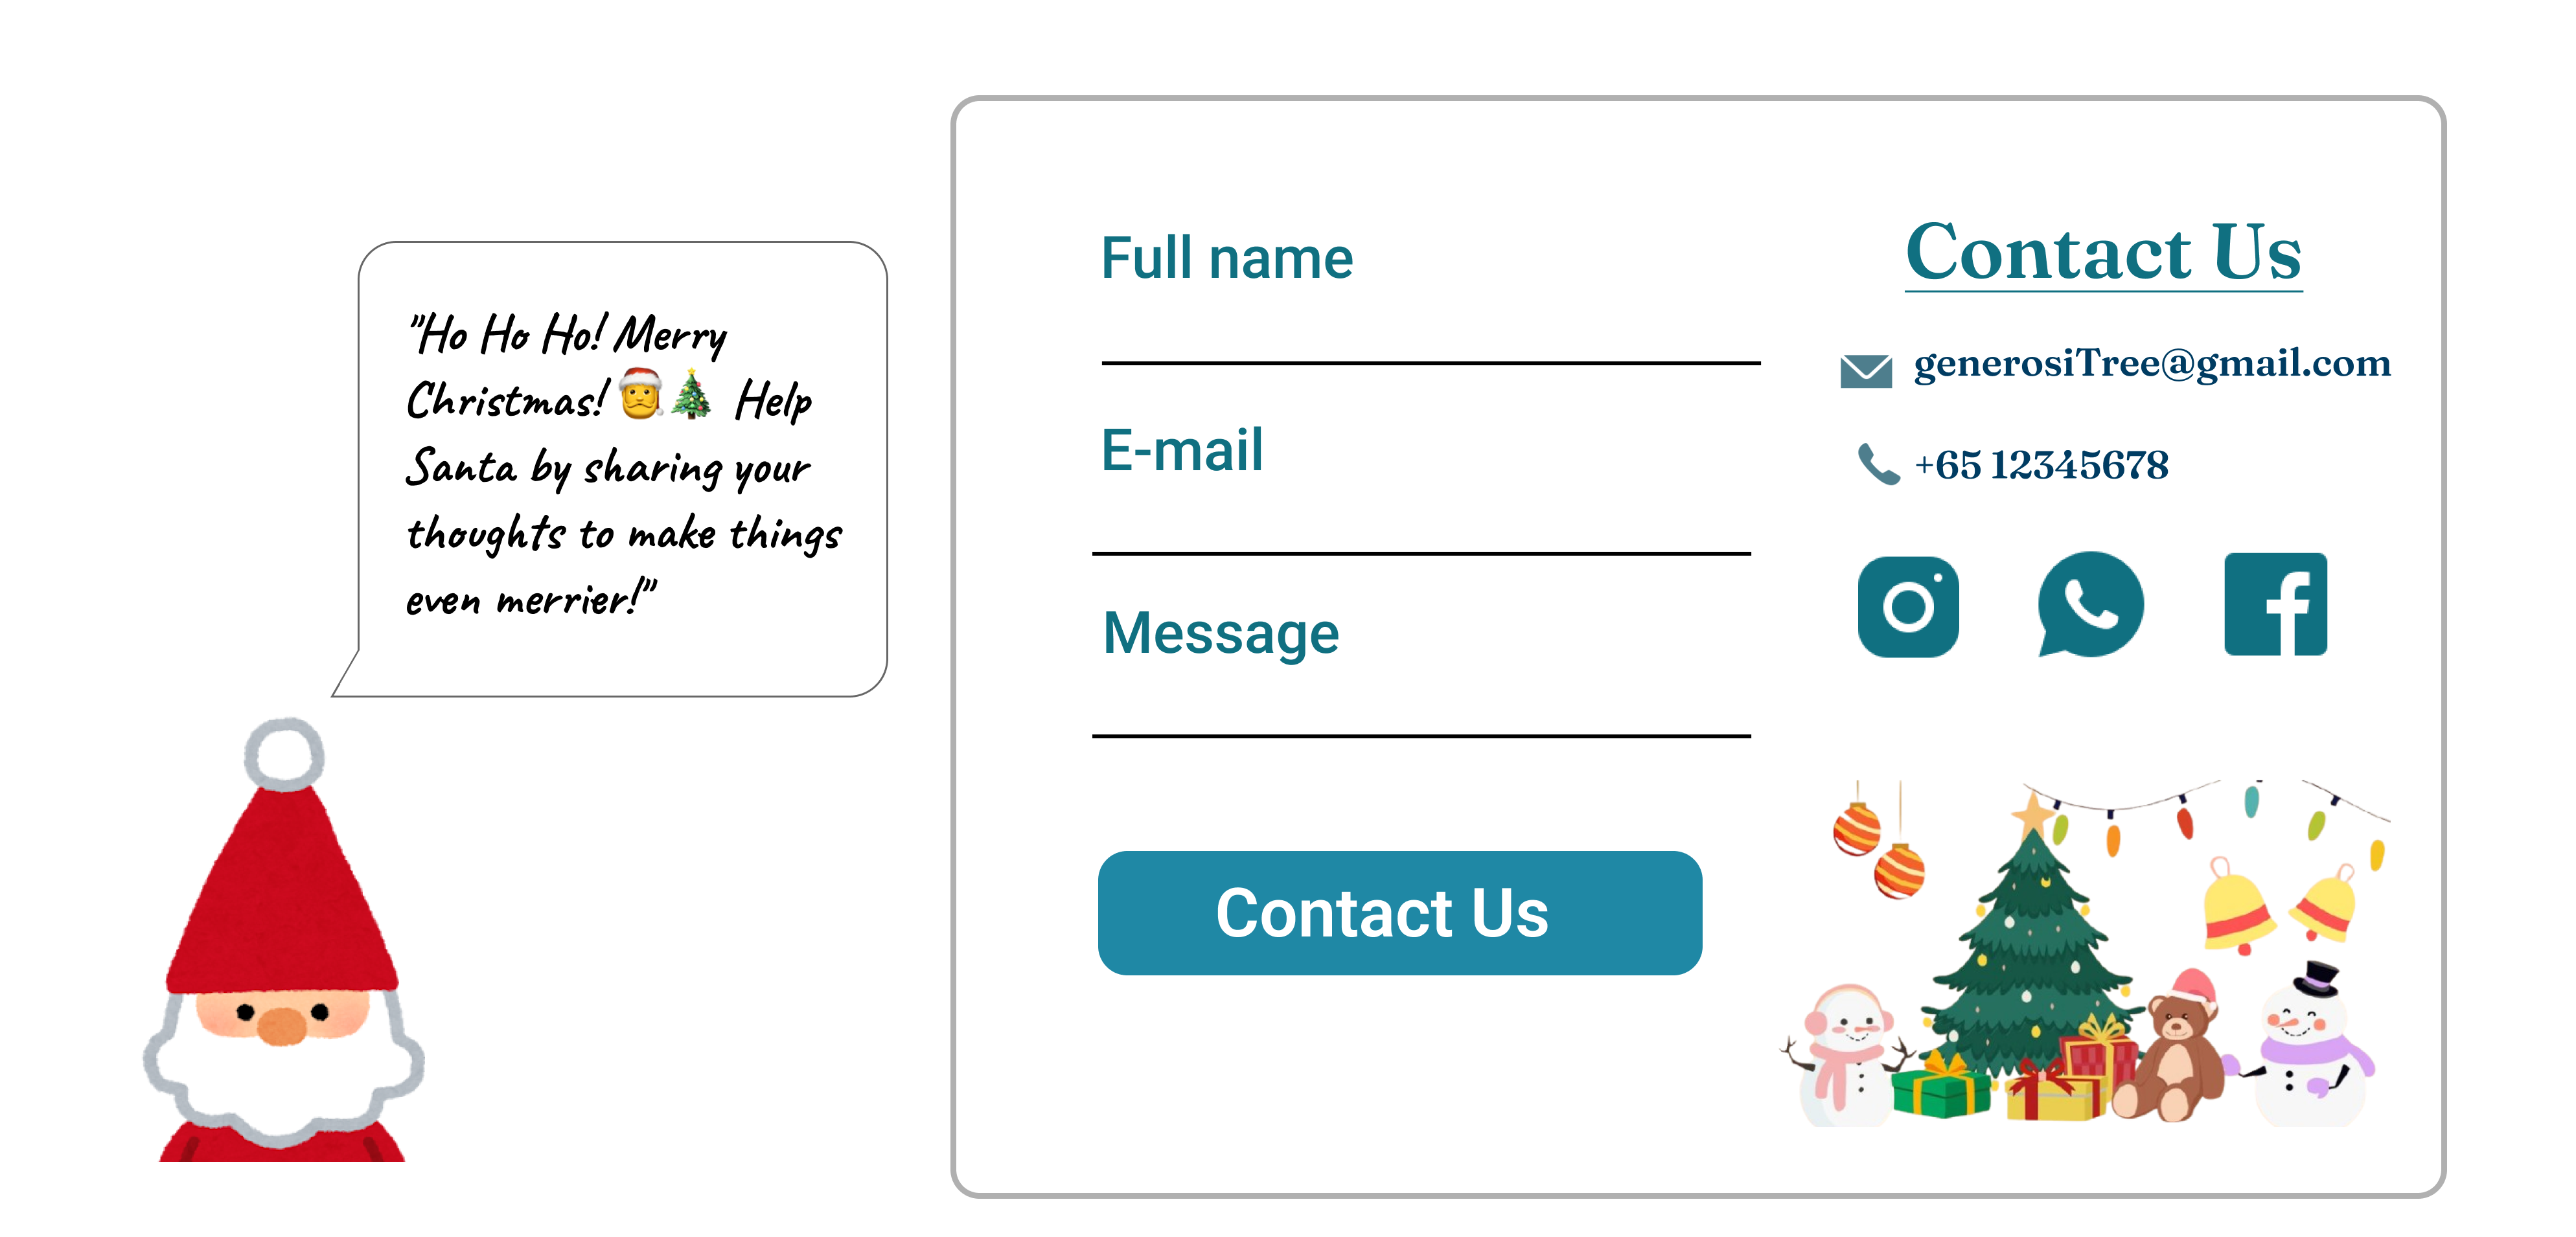 "Ho Ho Ho! Merry
Christmas! 🎅🎄 Help
Santa by sharing your
thoughts to make things
even merrier!"
Full name
E-mail
Message
Contact Us
Contact Us
generosiTree@gmail.com
+65 12345678